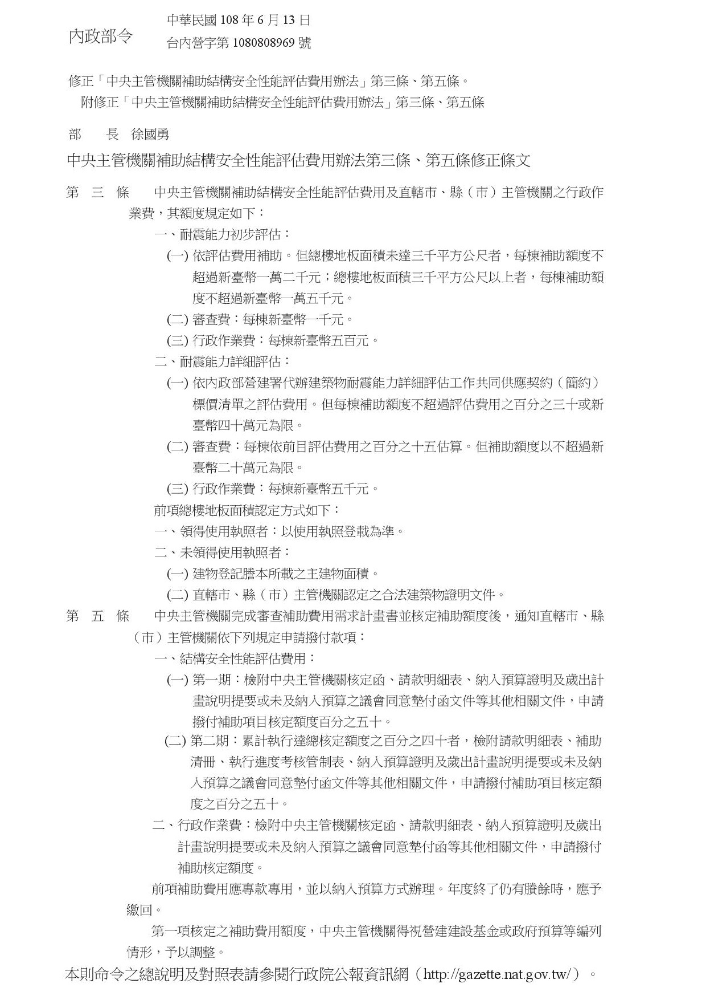 內政部令
中華民國 108 年 6 月 13 日
台內營字第 1080808969 號
修正「中央主管機關補助結構安全性能評估費用辦法」第三條、第五條。
附修正「中央主管機關補助結構安全性能評估費用辦法」第三條、第五條
部　　長　徐國勇
中央主管機關補助結構安全性能評估費用辦法第三條、第五條修正條文
第　三　條　　中央主管機關補助結構安全性能評估費用及直轄市、縣（市）主管機關之行政作
業費，其額度規定如下：
一、耐震能力初步評估：
(一) 依評估費用補助。但總樓地板面積未達三千平方公尺者，每棟補助額度不
超過新臺幣一萬二千元；總樓地板面積三千平方公尺以上者，每棟補助額
度不超過新臺幣一萬五千元。
(二) 審查費：每棟新臺幣一千元。
(三) 行政作業費：每棟新臺幣五百元。
二、耐震能力詳細評估：
(一) 依內政部營建署代辦建築物耐震能力詳細評估工作共同供應契約（簡約）
標價清單之評估費用。但每棟補助額度不超過評估費用之百分之三十或新
臺幣四十萬元為限。
(二) 審查費：每棟依前目評估費用之百分之十五估算。但補助額度以不超過新
臺幣二十萬元為限。
(三) 行政作業費：每棟新臺幣五千元。
前項總樓地板面積認定方式如下：
一、領得使用執照者：以使用執照登載為準。
二、未領得使用執照者：
(一) 建物登記謄本所載之主建物面積。
(二) 直轄市、縣（市）主管機關認定之合法建築物證明文件。
第　五　條　　中央主管機關完成審查補助費用需求計畫書並核定補助額度後，通知直轄市、縣
（市）主管機關依下列規定申請撥付款項：
一、結構安全性能評估費用：
(一) 第一期：檢附中央主管機關核定函、請款明細表、納入預算證明及歲出計
畫說明提要或未及納入預算之議會同意墊付函文件等其他相關文件，申請
撥付補助項目核定額度百分之五十。
(二) 第二期：累計執行達總核定額度之百分之四十者，檢附請款明細表、補助
清冊、執行進度考核管制表、納入預算證明及歲出計畫說明提要或未及納
入預算之議會同意墊付函文件等其他相關文件，申請撥付補助項目核定額
度之百分之五十。
二、行政作業費：檢附中央主管機關核定函、請款明細表、納入預算證明及歲出
計畫說明提要或未及納入預算之議會同意墊付函等其他相關文件，申請撥付
補助核定額度。
前項補助費用應專款專用，並以納入預算方式辦理。年度終了仍有賸餘時，應予
繳回。
第一項核定之補助費用額度，中央主管機關得視營建建設基金或政府預算等編列
情形，予以調整。
本則命令之總說明及對照表請參閱行政院公報資訊網（http://gazette.nat.gov.tw/）。